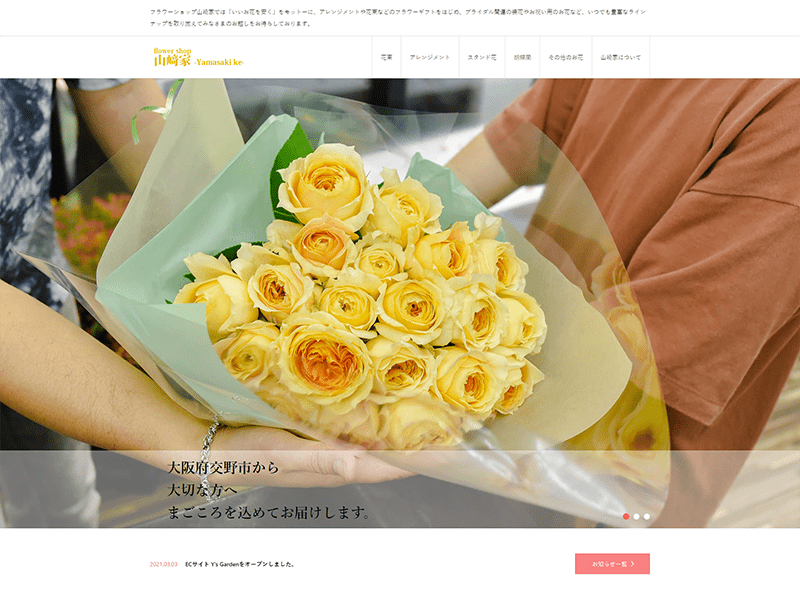 フラワーショップ山﨑家では「いいお花を安く」をモットーに、アレンジメントや花束などのフラワーギフトをはじめ、ブライダル関連の装花やお祝い用のお花など、いつでも豊富なライン
ナップを取り揃えてみなさまのお越しをお待ちしております。
flower shop
山﨑家 -Yamasaki ke-
花束
アレンジメント
スタンド花
胡蝶蘭
その他のお花
山﨑家について
大阪府交野市から
大切な方へ
まごころを込めてお届けします。
2021.03.03 ECサイト Y's Gardenをオープンしました。
お知らせ一覧